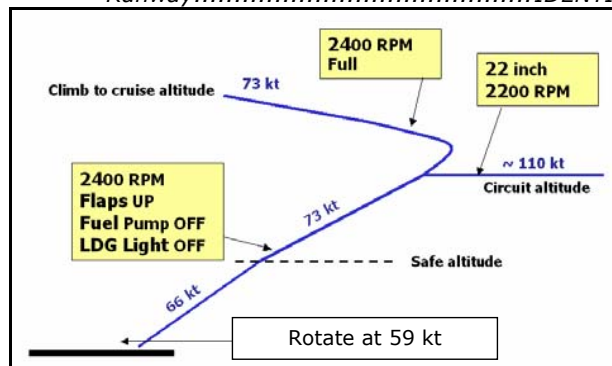 2400 RPM
Full
22 inch
2200 RPM
73 kt
Climb to cruise altitude
~ 110 kt
Circuit altitude
2400 RPM
Flaps UP
Fuel Pump OFF
LDG Light OFF
73 kt
Safe altitude
66 kt
Rotate at 59 kt